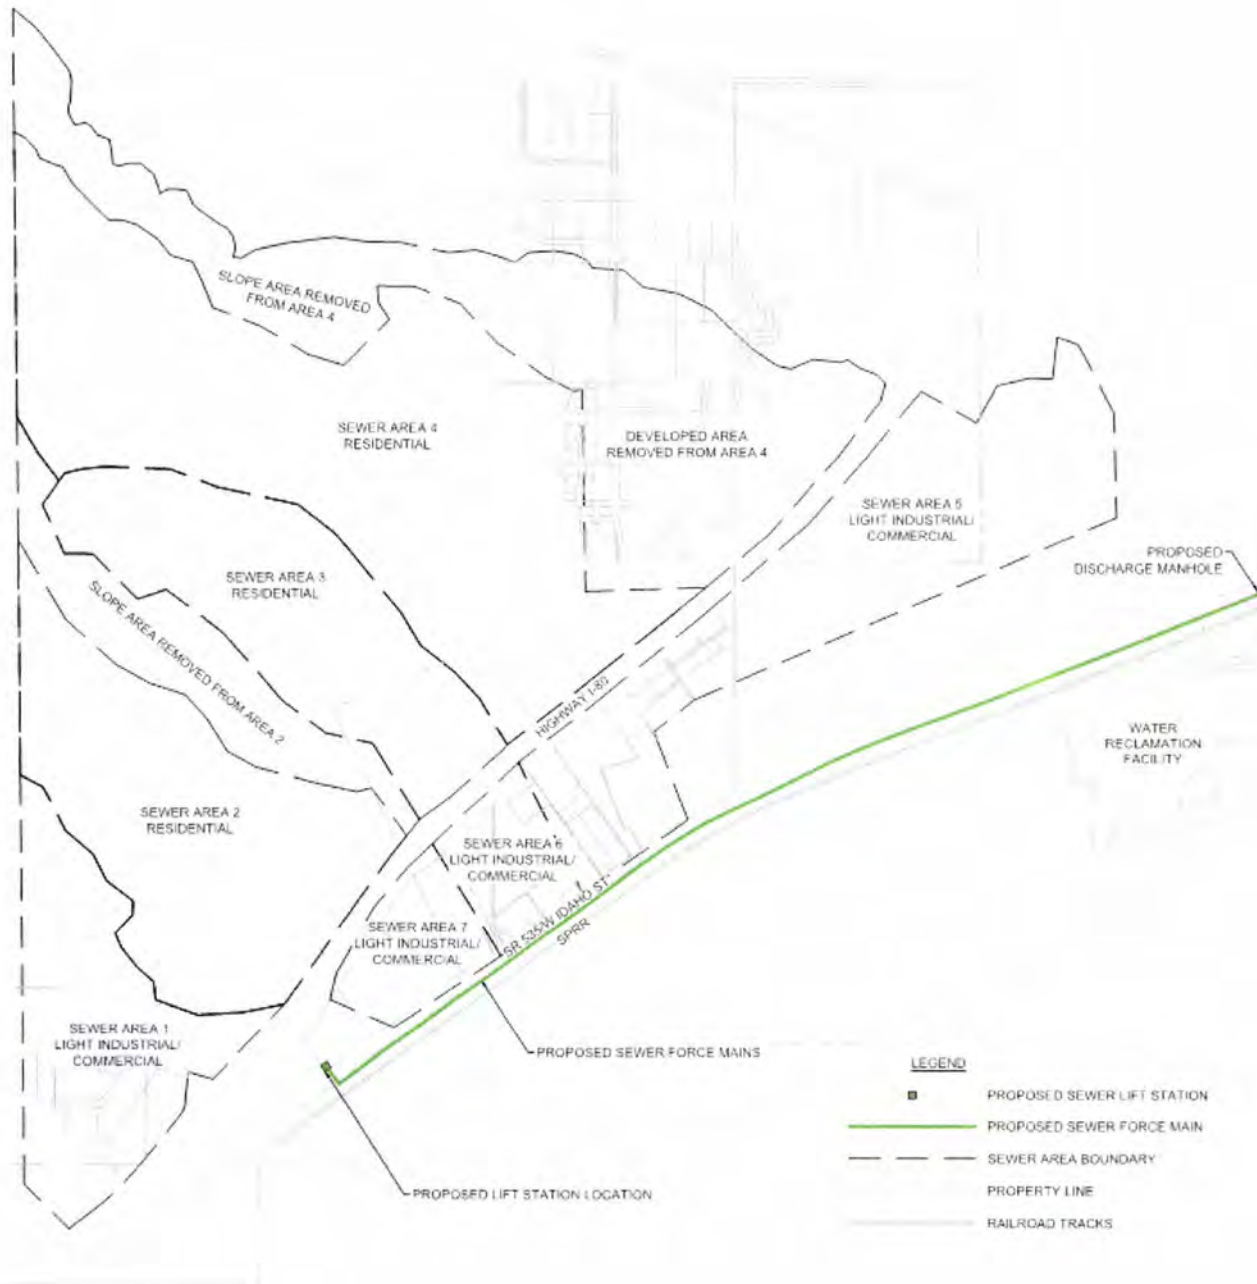 SLOPE AREA REMOVED
FROM AREA 4
SEWER AREA 4
RESIDENTIAL
DEVELOPED AREA
REMOVED FROM AREA 4
SEWER AREA 5
LIGHT INDUSTRIAL/
COMMERCIAL
PROPOSED
DISCHARGE MANHOLE
SEWER AREA 3
RESIDENTIAL
SLOPE AREA REMOVED FROM AREA 2
HIGHWAY I-80
WATER
RECLAMATION
FACILITY
SEWER AREA 2
RESIDENTIAL
SEWER AREA 6
LIGHT INDUSTRIAL/
COMMERCIAL
SR 535/W IDAHO ST
SPRR
SEWER AREA 7
LIGHT INDUSTRIAL/
COMMERCIAL
SEWER AREA 1
LIGHT INDUSTRIAL/
COMMERCIAL
PROPOSED SEWER FORCE MAINS
PROPOSED LIFT STATION LOCATION
LEGEND
PROPOSED SEWER LIFT STATION
PROPOSED SEWER FORCE MAIN
SEWER AREA BOUNDARY
PROPERTY LINE
RAILROAD TRACKS